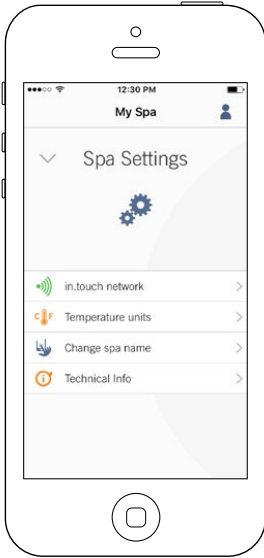 12:30 PM
My Spa
Spa Settings
in.touch network
C F Temperature units
Change spa name
i Technical Info